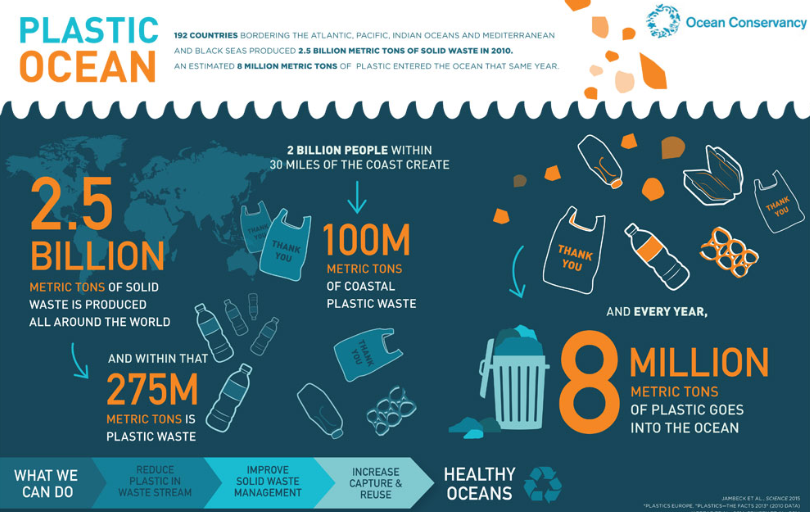 PLASTIC
OCEAN
192 COUNTRIES BORDERING THE ATLANTIC, PACIFIC, INDIAN OCEANS AND MEDITERRANEAN
AND BLACK SEAS PRODUCED 2.5 BILLION METRIC TONS OF SOLID WASTE IN 2010.
AN ESTIMATED 8 MILLION METRIC TONS OF PLASTIC ENTERED THE OCEAN THAT SAME YEAR.
Ocean Conservancy
2.5
BILLION
METRIC TONS OF SOLID
WASTE IS PRODUCED
ALL AROUND THE WORLD
AND WITHIN THAT
275M
METRIC TONS IS
PLASTIC WASTE
2 BILLION PEOPLE WITHIN
30 MILES OF THE COAST CREATE
THANK
YOU
THANK
YOU
100M
METRIC TONS
OF COASTAL
PLASTIC WASTE
THANK
YOU
THANK
YOU
THANK
YOU
AND EVERY YEAR,
8 MILLION
METRIC TONS
OF PLASTIC GOES
INTO THE OCEAN
WHAT WE
CAN DO
REDUCE
PLASTIC IN
WASTE STREAM
IMPROVE
SOLID WASTE
MANAGEMENT
INCREASE
CAPTURE &
REUSE
HEALTHY
OCEANS
JAMBECK ET AL., SCIENCE 2015
"PLASTICS EUROPE, "PLASTICS—THE FACTS 2013" (2010 DATA)